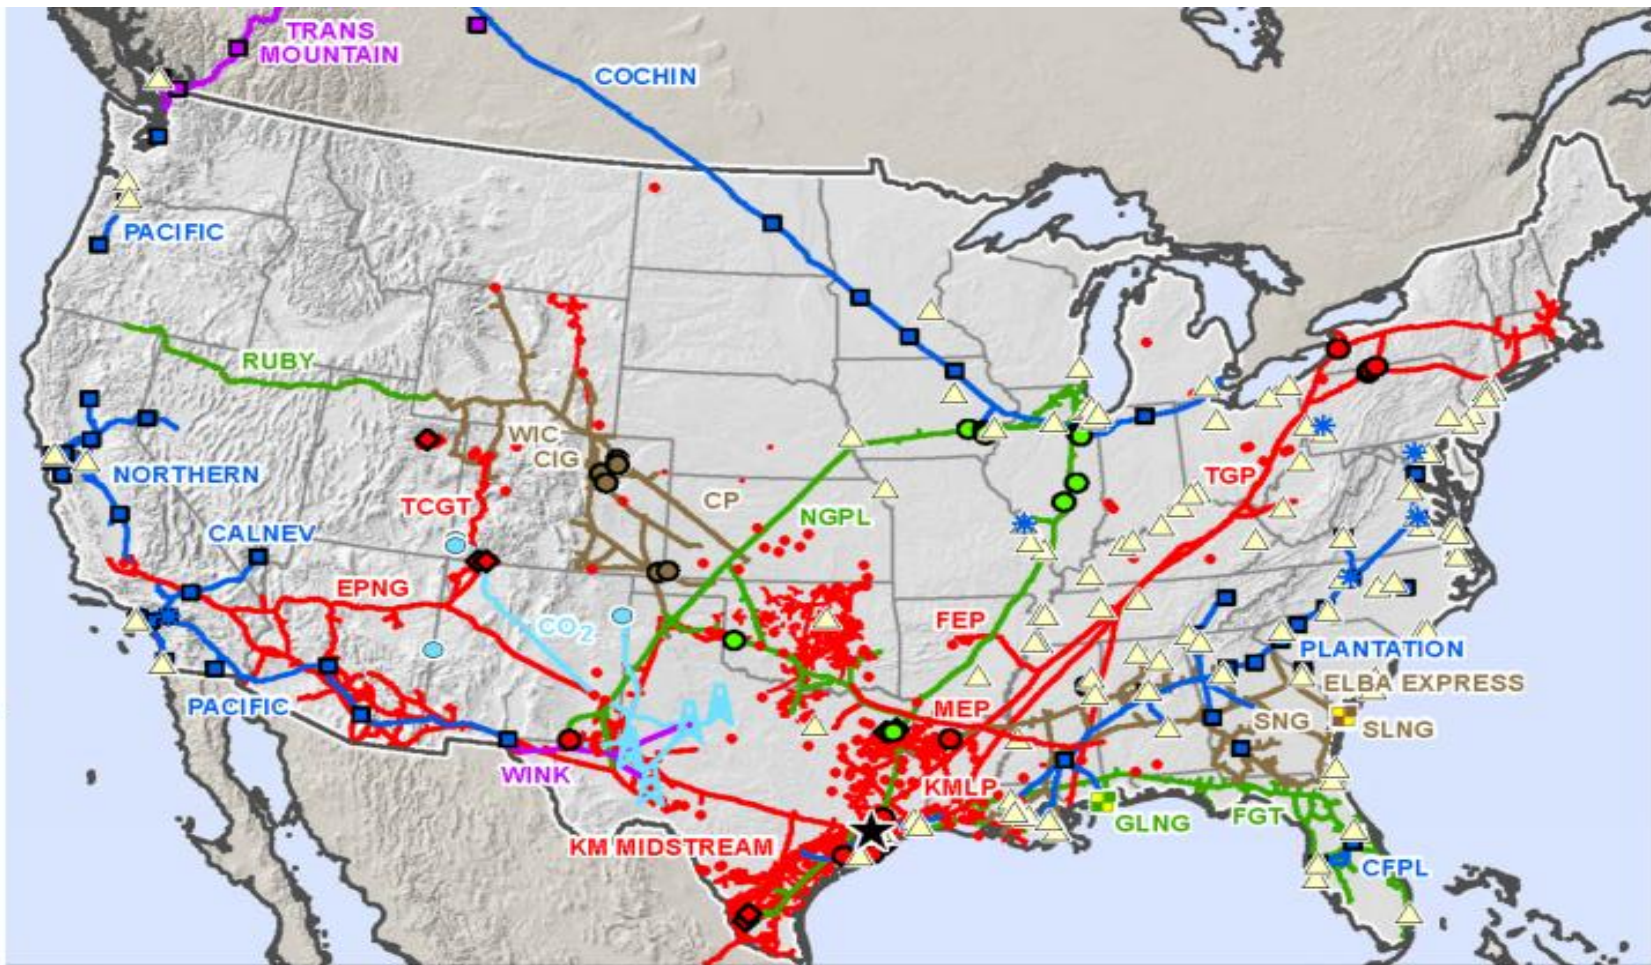 TRANS
MOUNTAIN
COCHIN
PACIFIC
RUBY
WIC
CIG
NORTHERN
TCGT
CP
NGPL
TGP
CALNEV
EPNG
CO2
FEP
PLANTATION
PACIFIC
MEP
ELBA EXPRESS
SNG
SLNG
WINK
KMLP
GLNG
FGT
KM MIDSTREAM
CFPL